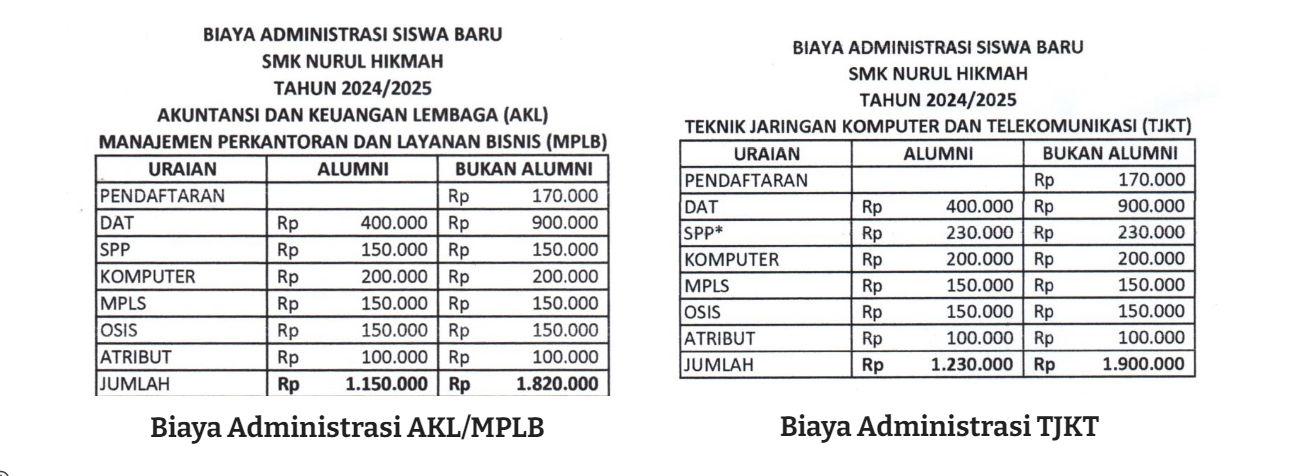 BIAYA ADMINISTRASI SISWA BARU
SMK NURUL HIKMAH
TAHUN 2024/2025
AKUNTANSI DAN KEUANGAN LEMBAGA (AKL)
MANAJEMEN PERKANTORAN DAN LAYANAN BISNIS (MPLB)
URAIAN ALUMNI BUKAN ALUMNI
PENDAFTARAN Rp 170.000
DAT Rp 400.000 Rp 900.000
SPP Rp 150.000 Rp 150.000
KOMPUTER Rp 200.000 Rp 200.000
MPLS Rp 150.000 Rp 150.000
OSIS Rp 150.000 Rp 150.000
ATRIBUT Rp 100.000 Rp 100.000
JUMLAH Rp 1.150.000 Rp 1.820.000
Biaya Administrasi AKL/MPLB
BIAYA ADMINISTRASI SISWA BARU
SMK NURUL HIKMAH
TAHUN 2024/2025
TEKNIK JARINGAN KOMPUTER DAN TELEKOMUNIKASI (TJKT)
URAIAN ALUMNI BUKAN ALUMNI
PENDAFTARAN Rp 170.000
DAT Rp 400.000 Rp 900.000
SPP* Rp 230.000 Rp 230.000
KOMPUTER Rp 200.000 Rp 200.000
MPLS Rp 150.000 Rp 150.000
OSIS Rp 150.000 Rp 150.000
ATRIBUT Rp 100.000 Rp 100.000
JUMLAH Rp 1.230.000 Rp 1.900.000
Biaya Administrasi TJKT